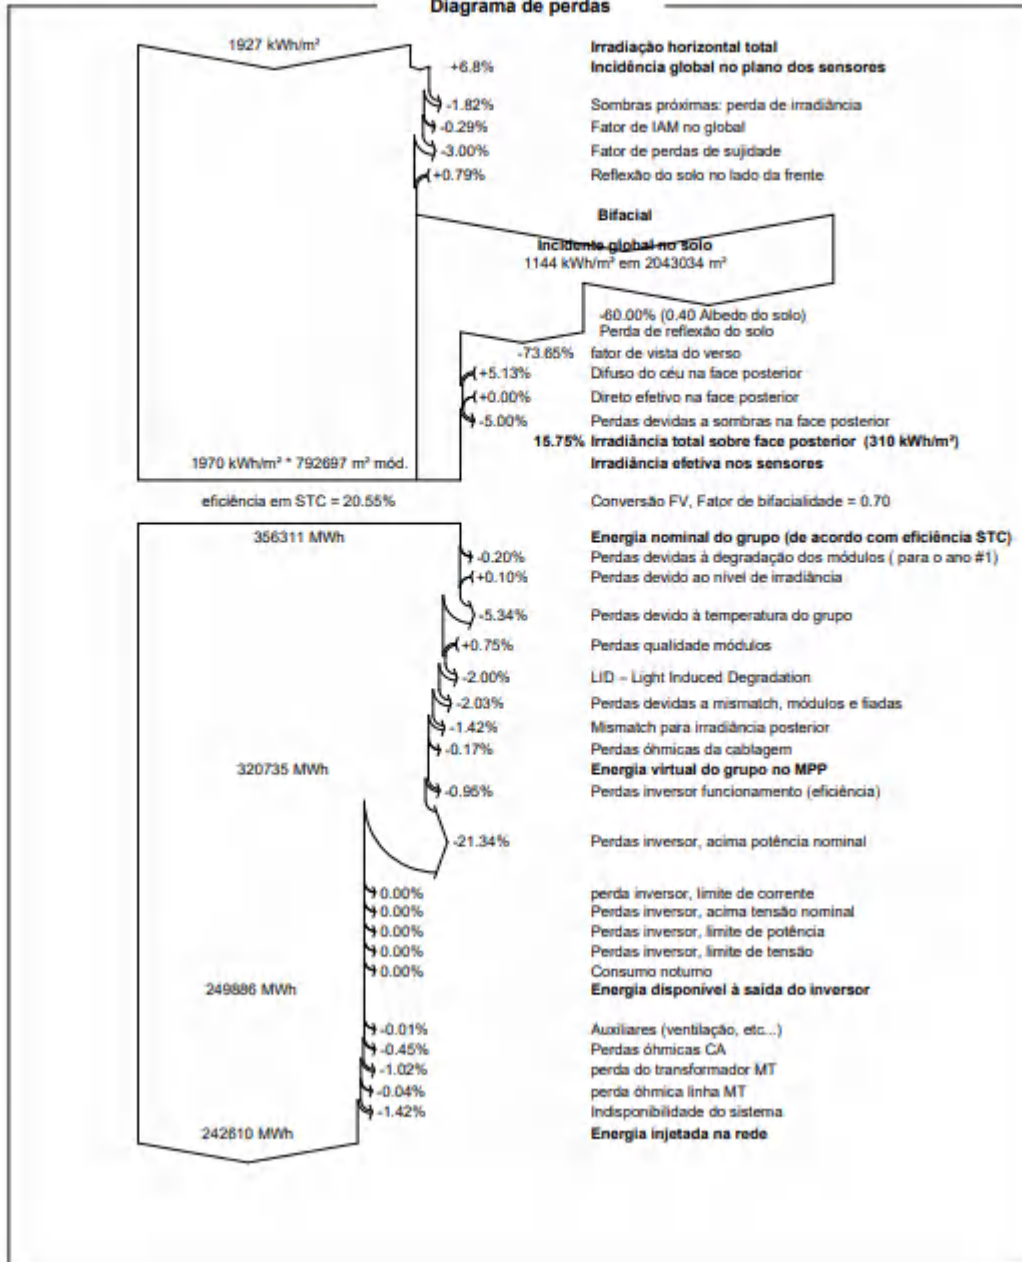 Diagrama de perdas
1927 kWh/m² Irradiação horizontal total
+6.8% Incidência global no plano dos sensores
-1.82% Sombras próximas: perda de irradiância
-0.29% Fator de IAM no global
-3.00% Fator de perdas de sujidade
+0.79% Reflexão do solo no lado da frente
Bifacial
Incidente global no solo
1144 kWh/m² em 2043034 m²
-60.00% (0.40 Albedo do solo)
Perda de reflexão do solo
-73.65% fator de vista do verso
+5.13% Difuso do céu na face posterior
+0.00% Direto efetivo na face posterior
-5.00% Perdas devidas a sombras na face posterior
15.75% Irradiância total sobre face posterior (310 kWh/m²)
1970 kWh/m² * 792697 m² mód. Irradiância efetiva nos sensores
eficiência em STC = 20.55% Conversão FV, Fator de bifacialidade = 0.70
356311 MWh Energia nominal do grupo (de acordo com eficiência STC)
-0.20% Perdas devidas à degradação dos módulos ( para o ano #1)
+0.10% Perdas devido ao nível de irradiância
-5.34% Perdas devido à temperatura do grupo
+0.75% Perdas qualidade módulos
-2.00% LID – Light Induced Degradation
-2.03% Perdas devidas a mismatch, módulos e fiadas
-1.42% Mismatch para irradiância posterior
-0.17% Perdas óhmicas da cablagem
320735 MWh Energia virtual do grupo no MPP
-0.95% Perdas inversor funcionamento (eficiência)
-21.34% Perdas inversor, acima potência nominal
0.00% perda inversor, limite de corrente
0.00% Perdas inversor, acima tensão nominal
0.00% Perdas inversor, limite de potência
0.00% Perdas inversor, limite de tensão
0.00% Consumo noturno
249886 MWh Energia disponível à saída do inversor
-0.01% Auxiliares (ventilação, etc...)
-0.45% Perdas óhmicas CA
-1.02% perda do transformador MT
-0.04% perda óhmica linha MT
-1.42% Indisponibilidade do sistema
242610 MWh Energia injetada na rede